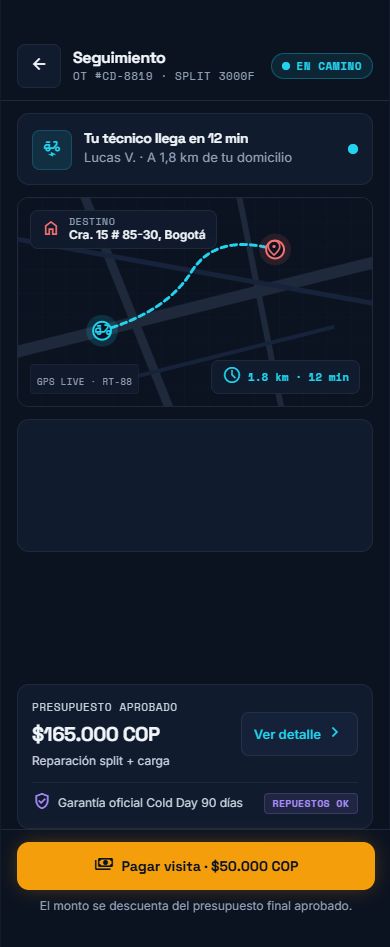 Seguimiento
OT #CD-8819 · SPLIT 3000F
EN CAMINO
Tu técnico llega en 12 min
Lucas V. · A 1,8 km de tu domicilio
DESTINO
Cra. 15 # 85-30, Bogotá
GPS LIVE · RT-88
1.8 km · 12 min
PRESUPUESTO APROBADO
$165.000 COP
Reparación split + carga
Ver detalle
Garantía oficial Cold Day 90 días
REPUESTOS OK
Pagar visita · $50.000 COP
El monto se descuenta del presupuesto final aprobado.